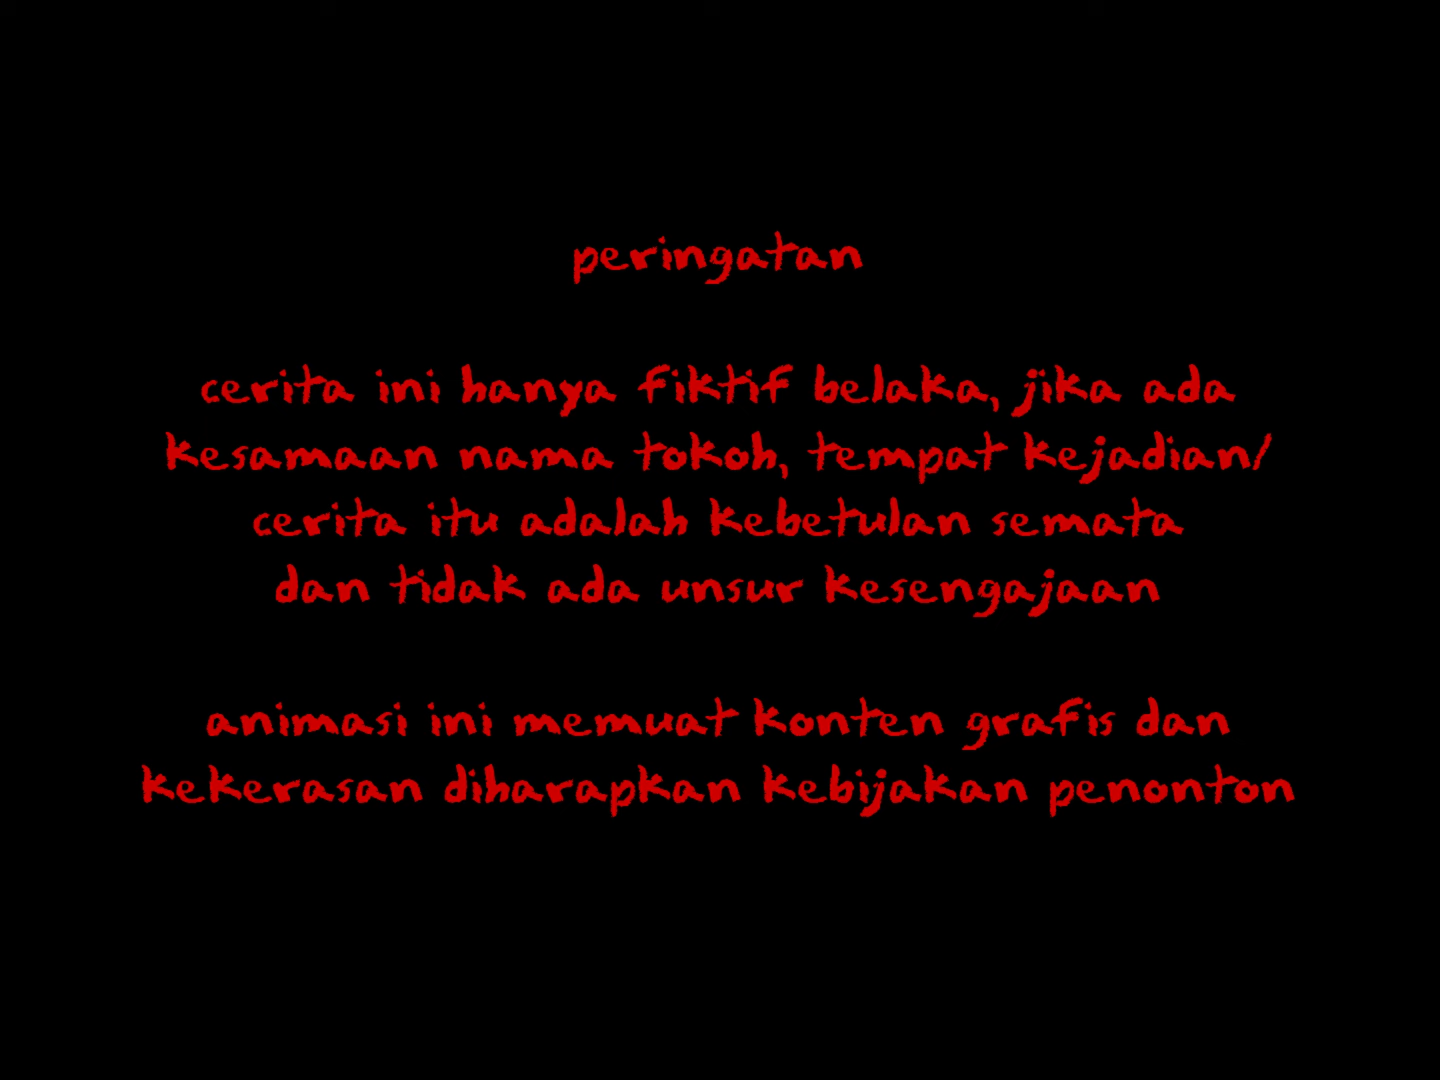 peringatan
cerita ini hanya fiktif belaka, jika ada
kesamaan nama tokoh, tempat kejadian/
cerita itu adalah kebetulan semata
dan tidak ada unsur kesengajaan
animasi ini memuat konten grafis dan
kekerasan diharapkan kebijakan penonton